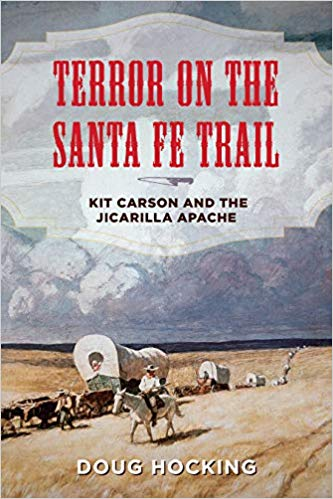 TERROR ON THE
SANTA FE TRAIL
KIT CARSON AND THE
JICARILLA APACHE
DOUG HOCKING